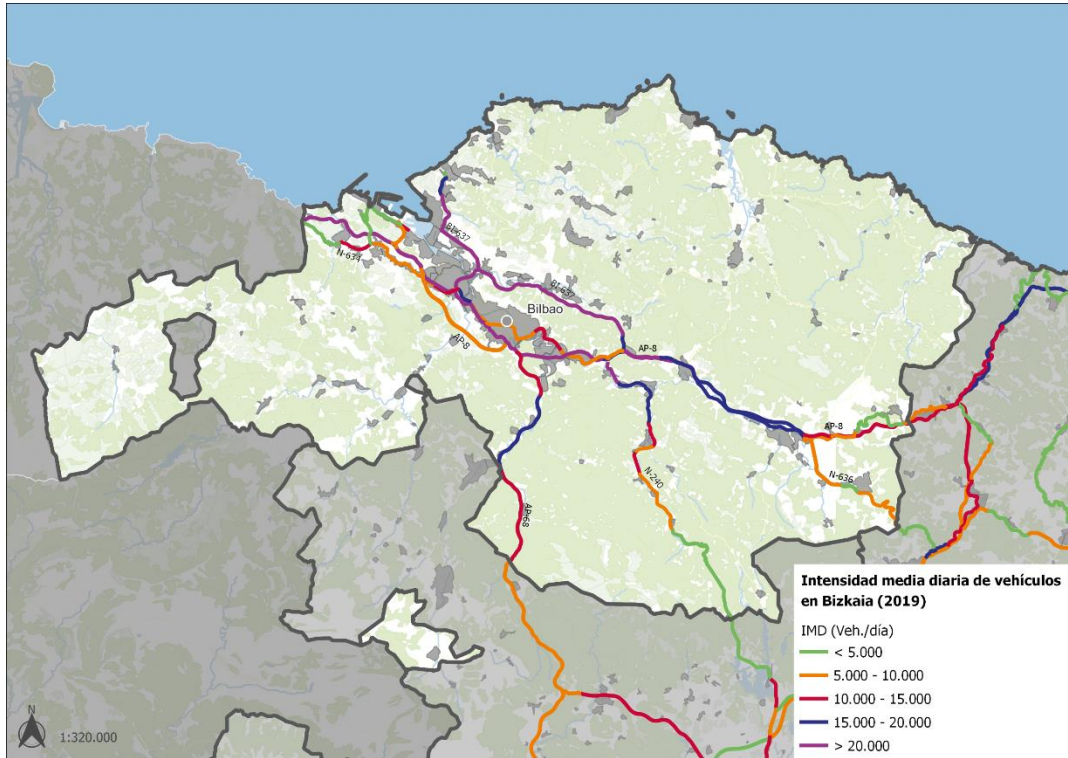 BI-637
N-634
BI-637
Bilbao
AP-8
AP-8
AP-8
N-636
N-240
AP-68
Intensidad media diaria de vehículos
en Bizkaia (2019)
IMD (Veh./día)
< 5.000
5.000 - 10.000
10.000 - 15.000
15.000 - 20.000
> 20.000
N
1:320.000